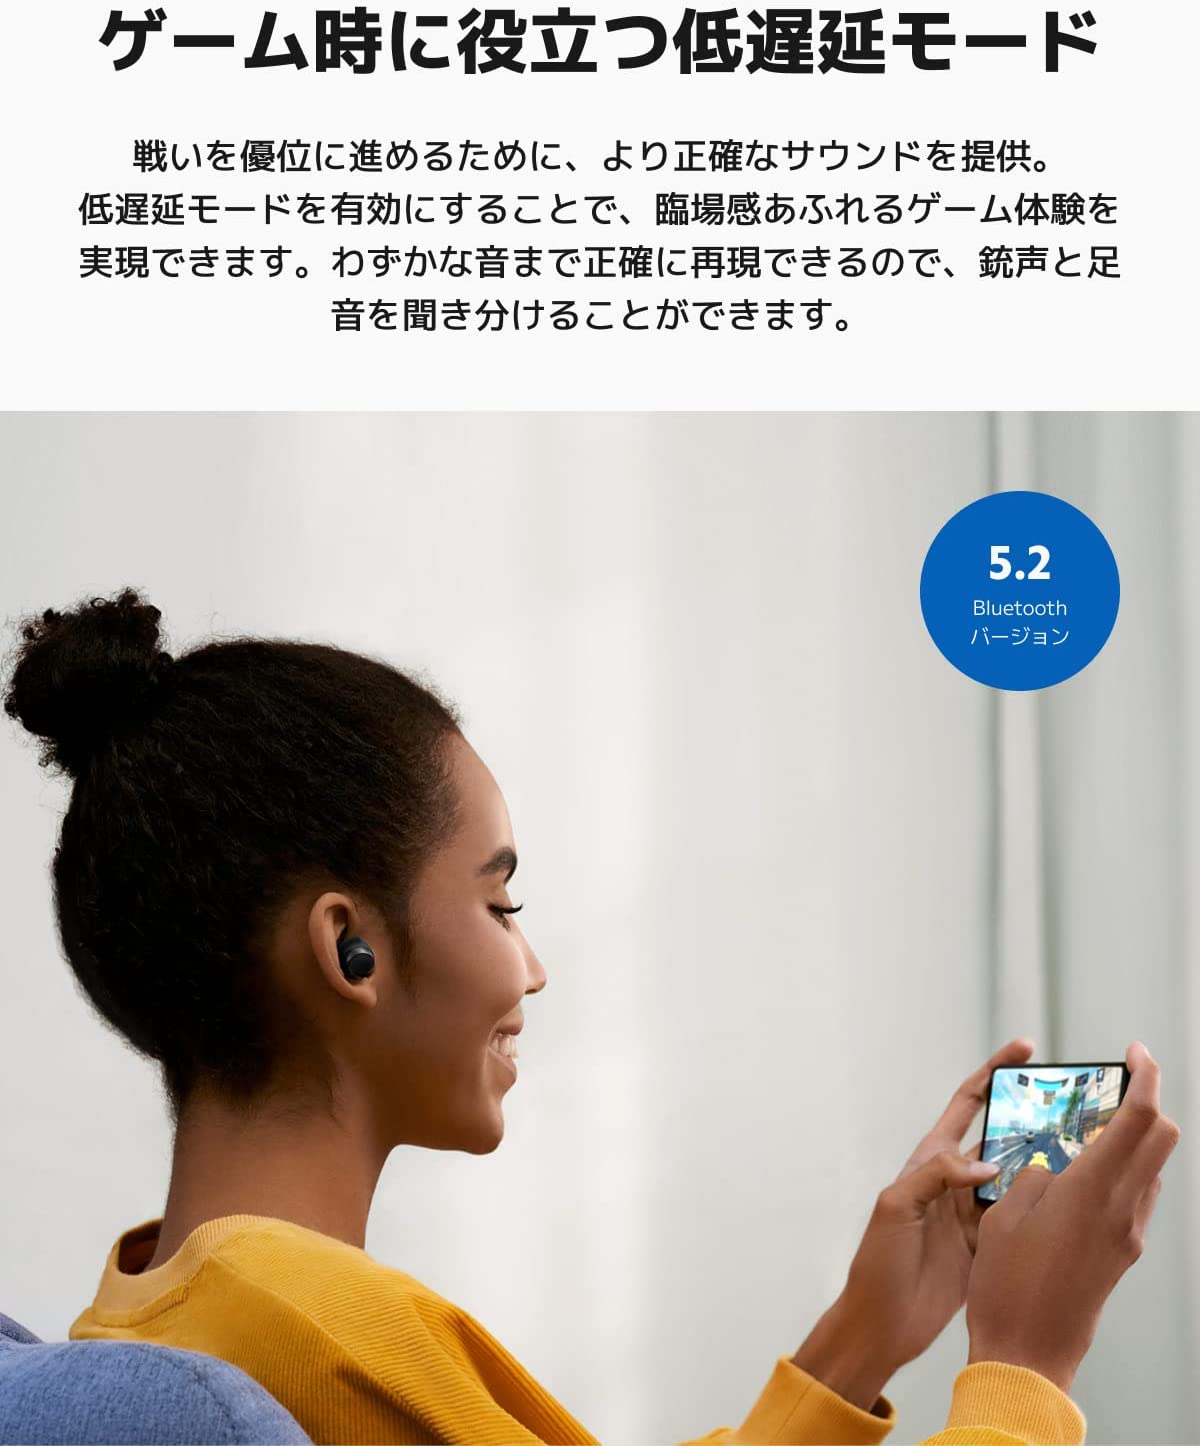 ゲーム時に役立つ低遅延モード
戦いを優位に進めるために、より正確なサウンドを提供。
低遅延モードを有効にすることで、臨場感あふれるゲーム体験を
実現できます。わずかな音まで正確に再現できるので、銃声と足
音を聞き分けることができます。
5.2
Bluetooth
バージョン